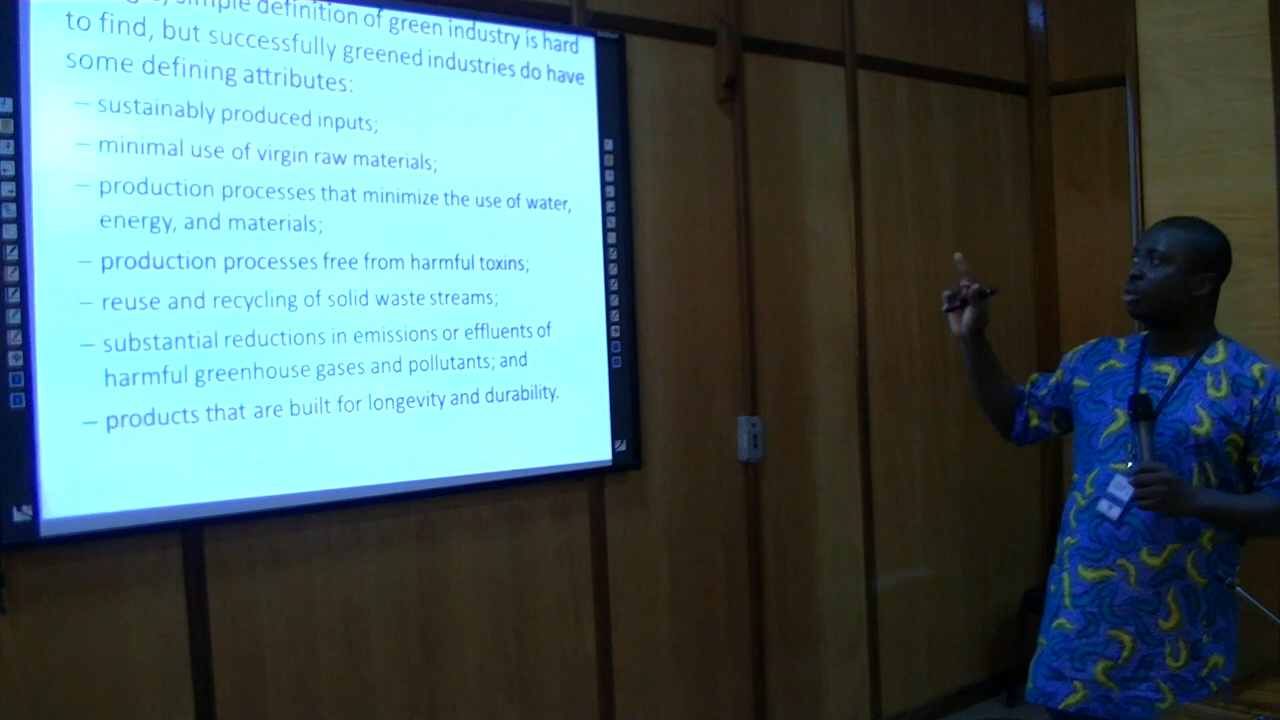 simple definition of green industry is hard
to find, but successfully greened industries do have
some defining attributes:
– sustainably produced inputs;
– minimal use of virgin raw materials;
– production processes that minimize the use of water,
energy, and materials;
– production processes free from harmful toxins;
– reuse and recycling of solid waste streams;
– substantial reductions in emissions or effluents of
harmful greenhouse gases and pollutants; and
– products that are built for longevity and durability.